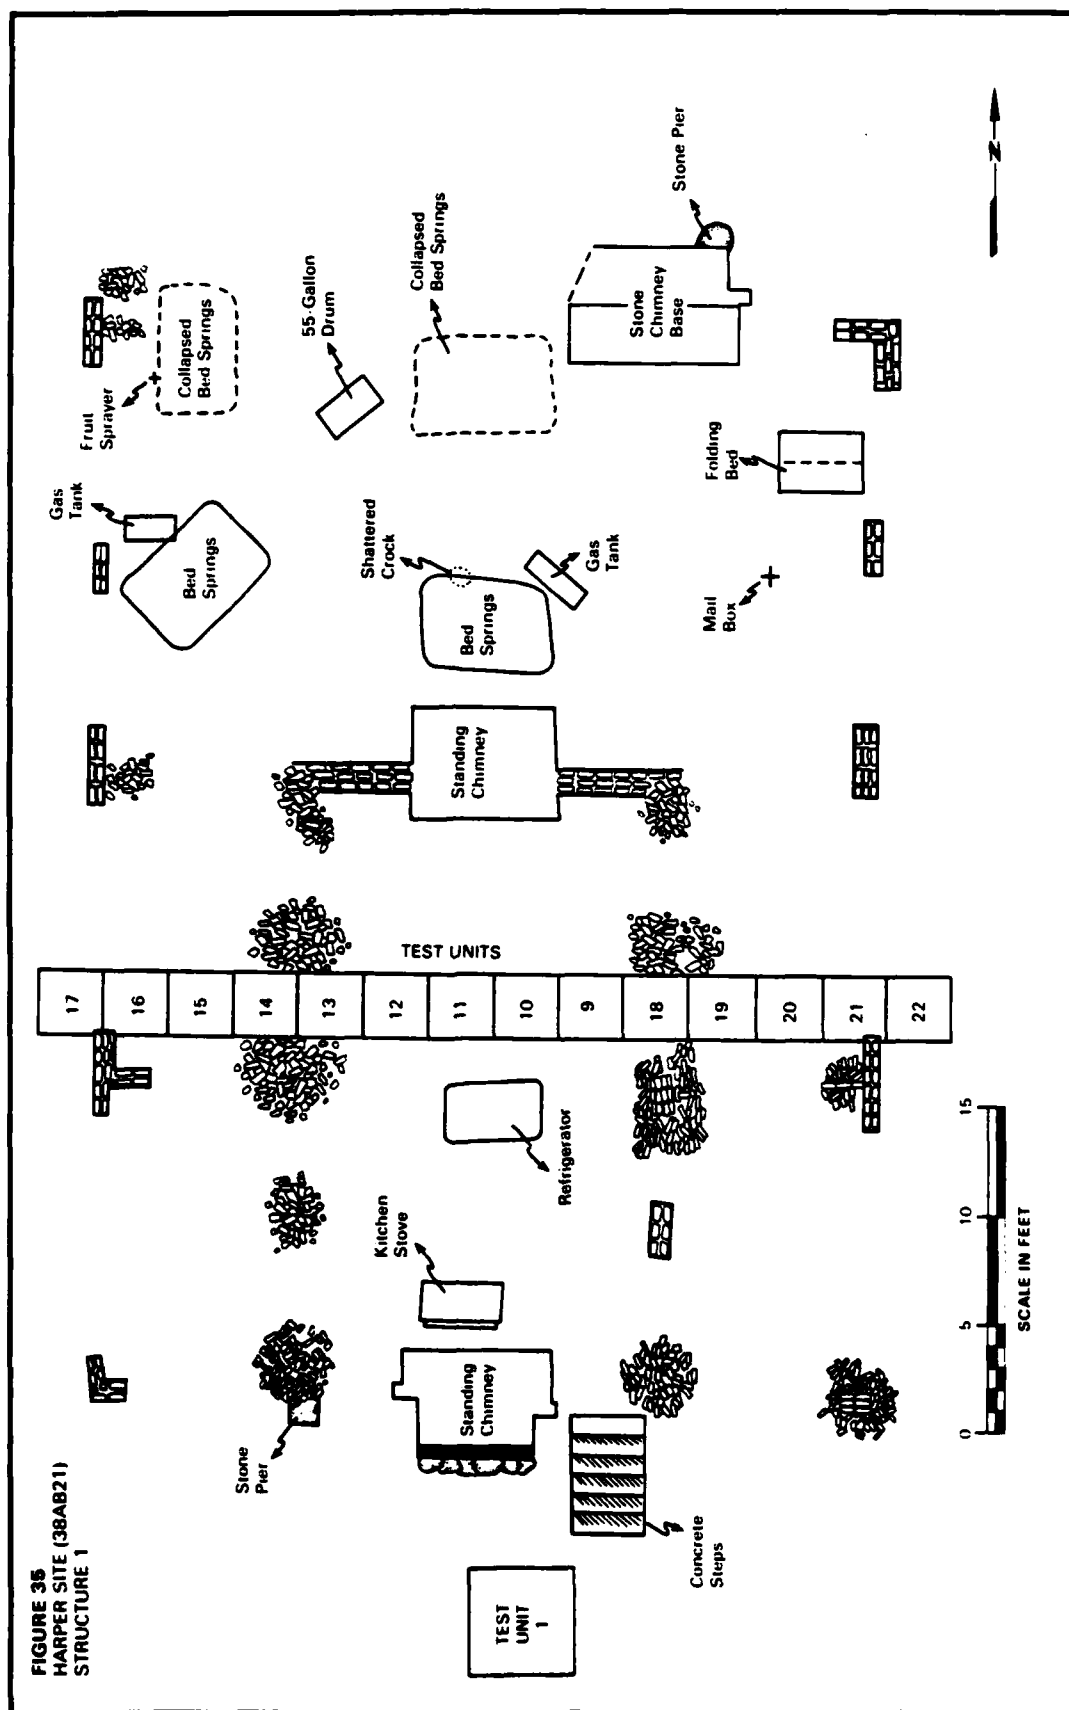 FIGURE 35
HARPER SITE (38AB21)
STRUCTURE 1
TEST
UNIT
1
Stone
Pier
Standing
Chimney
Concrete
Steps
Kitchen
Stove
Refrigerator
TEST UNITS
17
16
15
14
13
12
11
10
9
18
19
20
21
22
Standing
Chimney
Gas
Tank
Bed
Springs
Shattered
Crock
Bed
Springs
Gas
Tank
Mail
Box
Folding
Bed
Fruit
Sprayer
Collapsed
Bed Springs
55-Gallon
Drum
Collapsed
Bed Springs
Stone
Chimney
Base
Stone Pier
N
0
5
10
15
SCALE IN FEET